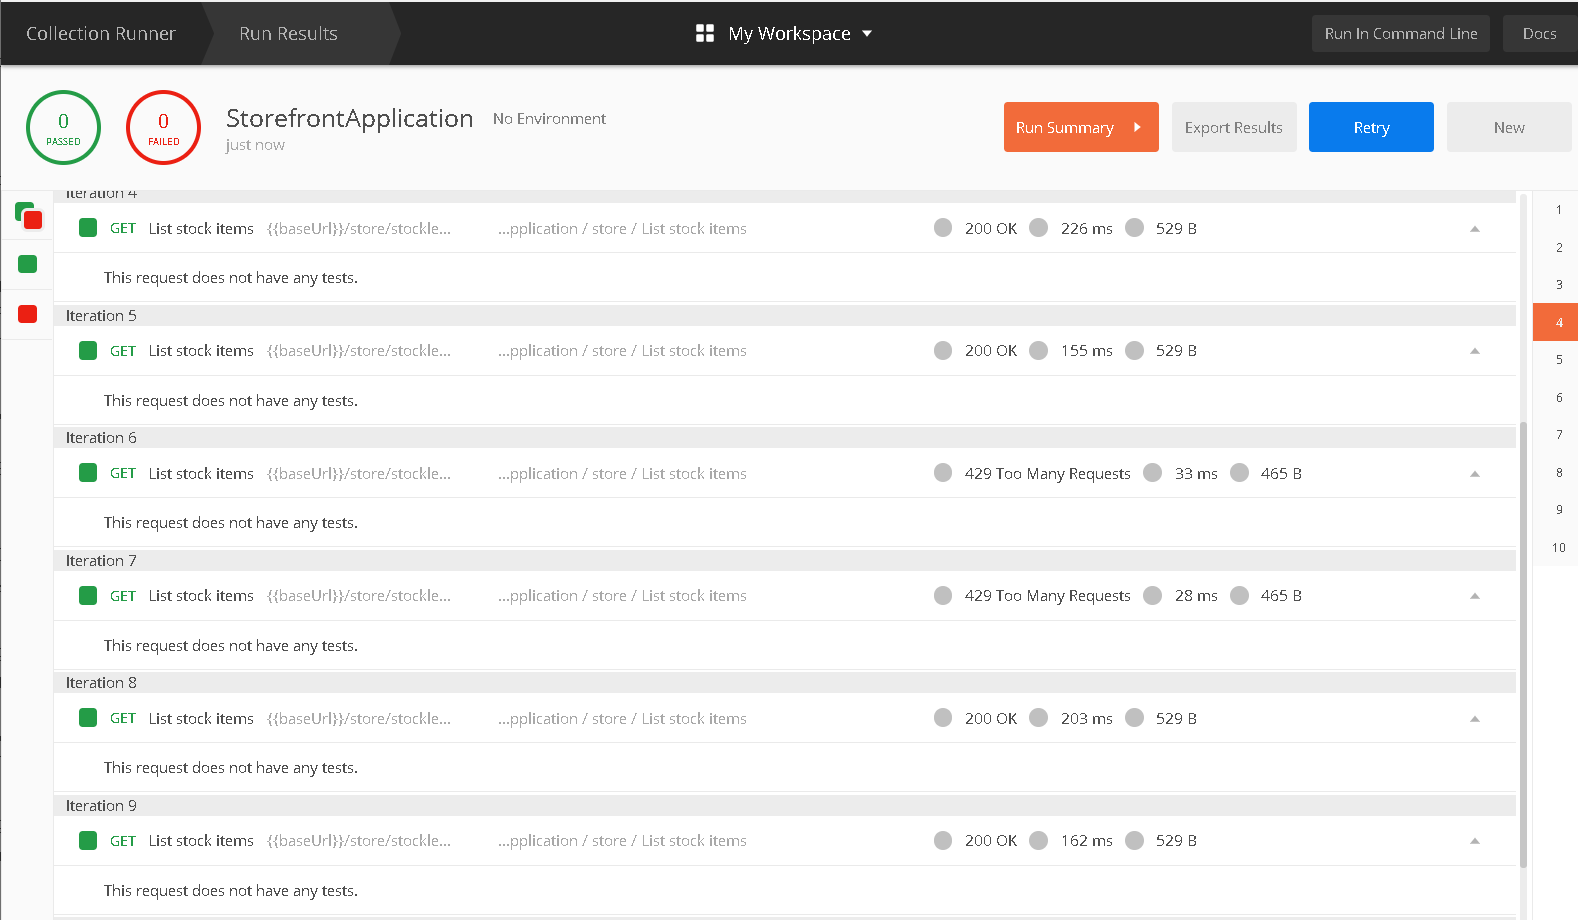 Collection Runner Run Results My Workspace Run In Command Line Docs
0 PASSED
0 FAILED
StorefrontApplication No Environment
just now
Run Summary Export Results Retry New
Iteration 4
GET List stock items {{baseUrl}}/store/stockle... ...pplication / store / List stock items 200 OK 226 ms 529 B
This request does not have any tests.
Iteration 5
GET List stock items {{baseUrl}}/store/stockle... ...pplication / store / List stock items 200 OK 155 ms 529 B
This request does not have any tests.
Iteration 6
GET List stock items {{baseUrl}}/store/stockle... ...pplication / store / List stock items 429 Too Many Requests 33 ms 465 B
This request does not have any tests.
Iteration 7
GET List stock items {{baseUrl}}/store/stockle... ...pplication / store / List stock items 429 Too Many Requests 28 ms 465 B
This request does not have any tests.
Iteration 8
GET List stock items {{baseUrl}}/store/stockle... ...pplication / store / List stock items 200 OK 203 ms 529 B
This request does not have any tests.
Iteration 9
GET List stock items {{baseUrl}}/store/stockle... ...pplication / store / List stock items 200 OK 162 ms 529 B
This request does not have any tests.
1
2
3
4
5
6
7
8
9
10